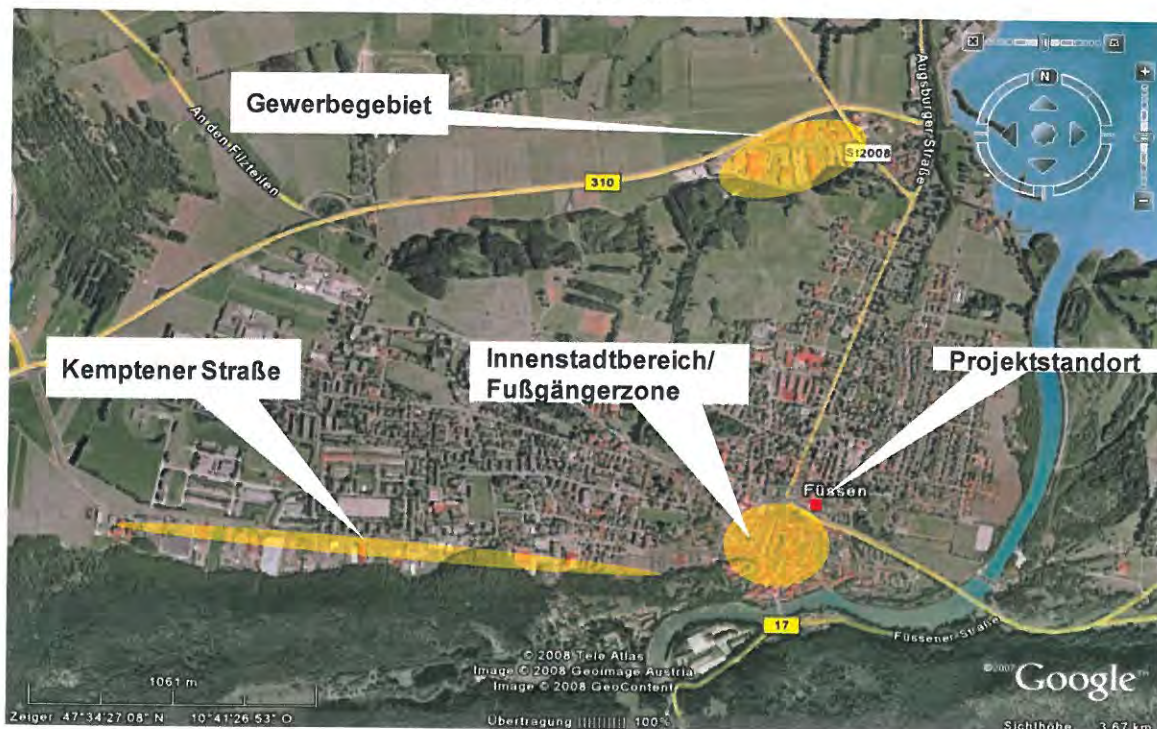 Gewerbegebiet
An den Filzteilen
310
St2008
Augsburger Straße
N
Kemptener Straße
Innenstadtbereich/
Fußgängerzone
Projektstandort
Füssen
17
Füssener Straße
© 2008 Tele Atlas
Image © 2008 Geoimage Austria
Image © 2008 GeoContent
©2007 Google™
1061 m
Zeiger 47°34'27.08" N 10°41'26.53" O
Übertragung |||||||||| 100%
Sichthöhe 3.67 km